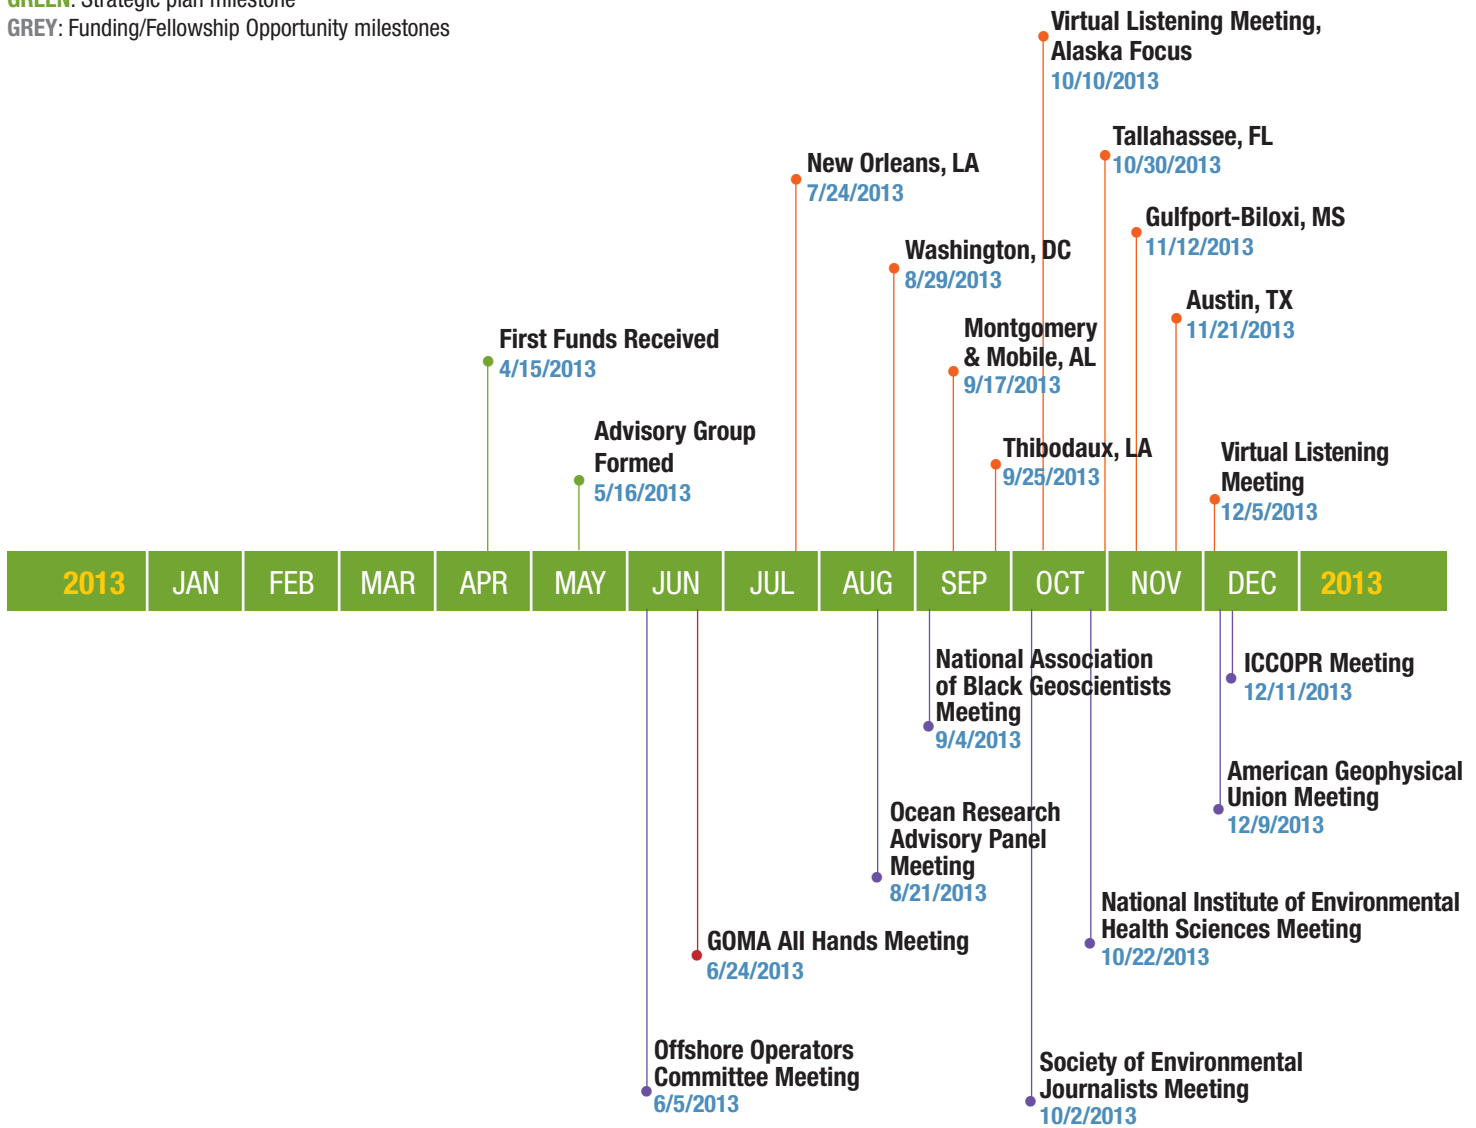 GREEN: Strategic plan milestone
GREY: Funding/Fellowship Opportunity milestones
Virtual Listening Meeting,
Alaska Focus
10/10/2013
Tallahassee, FL
10/30/2013
New Orleans, LA
7/24/2013
Gulfport-Biloxi, MS
11/12/2013
Washington, DC
8/29/2013
Austin, TX
11/21/2013
Montgomery
& Mobile, AL
9/17/2013
First Funds Received
4/15/2013
Advisory Group
Formed
5/16/2013
Thibodaux, LA
9/25/2013
Virtual Listening
Meeting
12/5/2013
2013 JAN FEB MAR APR MAY JUN JUL AUG SEP OCT NOV DEC 2013
National Association
of Black Geoscientists
Meeting
9/4/2013
ICCOPR Meeting
12/11/2013
American Geophysical
Union Meeting
12/9/2013
Ocean Research
Advisory Panel
Meeting
8/21/2013
National Institute of Environmental
Health Sciences Meeting
10/22/2013
GOMA All Hands Meeting
6/24/2013
Offshore Operators
Committee Meeting
6/5/2013
Society of Environmental
Journalists Meeting
10/2/2013